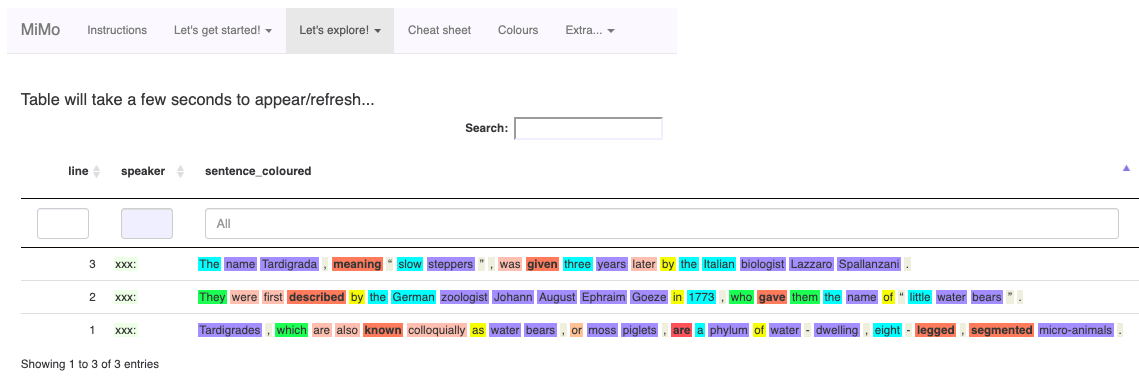 MiMo Instructions Let's get started! Let's explore! Cheat sheet Colours Extra...
Table will take a few seconds to appear/refresh...
Search:
line speaker sentence_coloured
All
3 xxx: The name Tardigrada , meaning “ slow steppers ” , was given three years later by the Italian biologist Lazzaro Spallanzani .
2 xxx: They were first described by the German zoologist Johann August Ephraim Goeze in 1773 , who gave them the name of “ little water bears ” .
1 xxx: Tardigrades , which are also known colloquially as water bears , or moss piglets , are a phylum of water - dwelling , eight - legged , segmented micro-animals .
Showing 1 to 3 of 3 entries